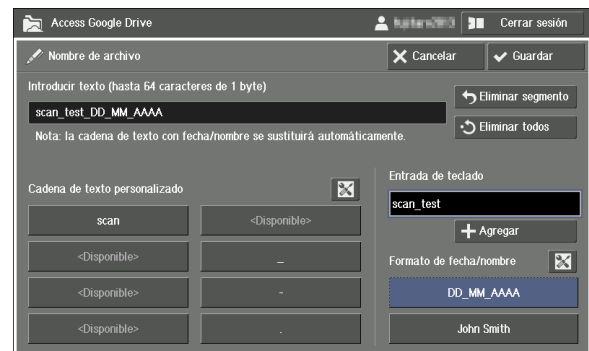 Access Google Drive
Cerrar sesión
Nombre de archivo
Cancelar
Guardar
Introducir texto (hasta 64 caracteres de 1 byte)
scan_test_DD_MM_AAAA
Nota: la cadena de texto con fecha/nombre se sustituirá automáticamente.
Eliminar segmento
Eliminar todos
Cadena de texto personalizado
scan
<Disponible>
<Disponible>
_
<Disponible>
-
<Disponible>
.
Entrada de teclado
scan_test
Agregar
Formato de fecha/nombre
DD_MM_AAAA
John Smith